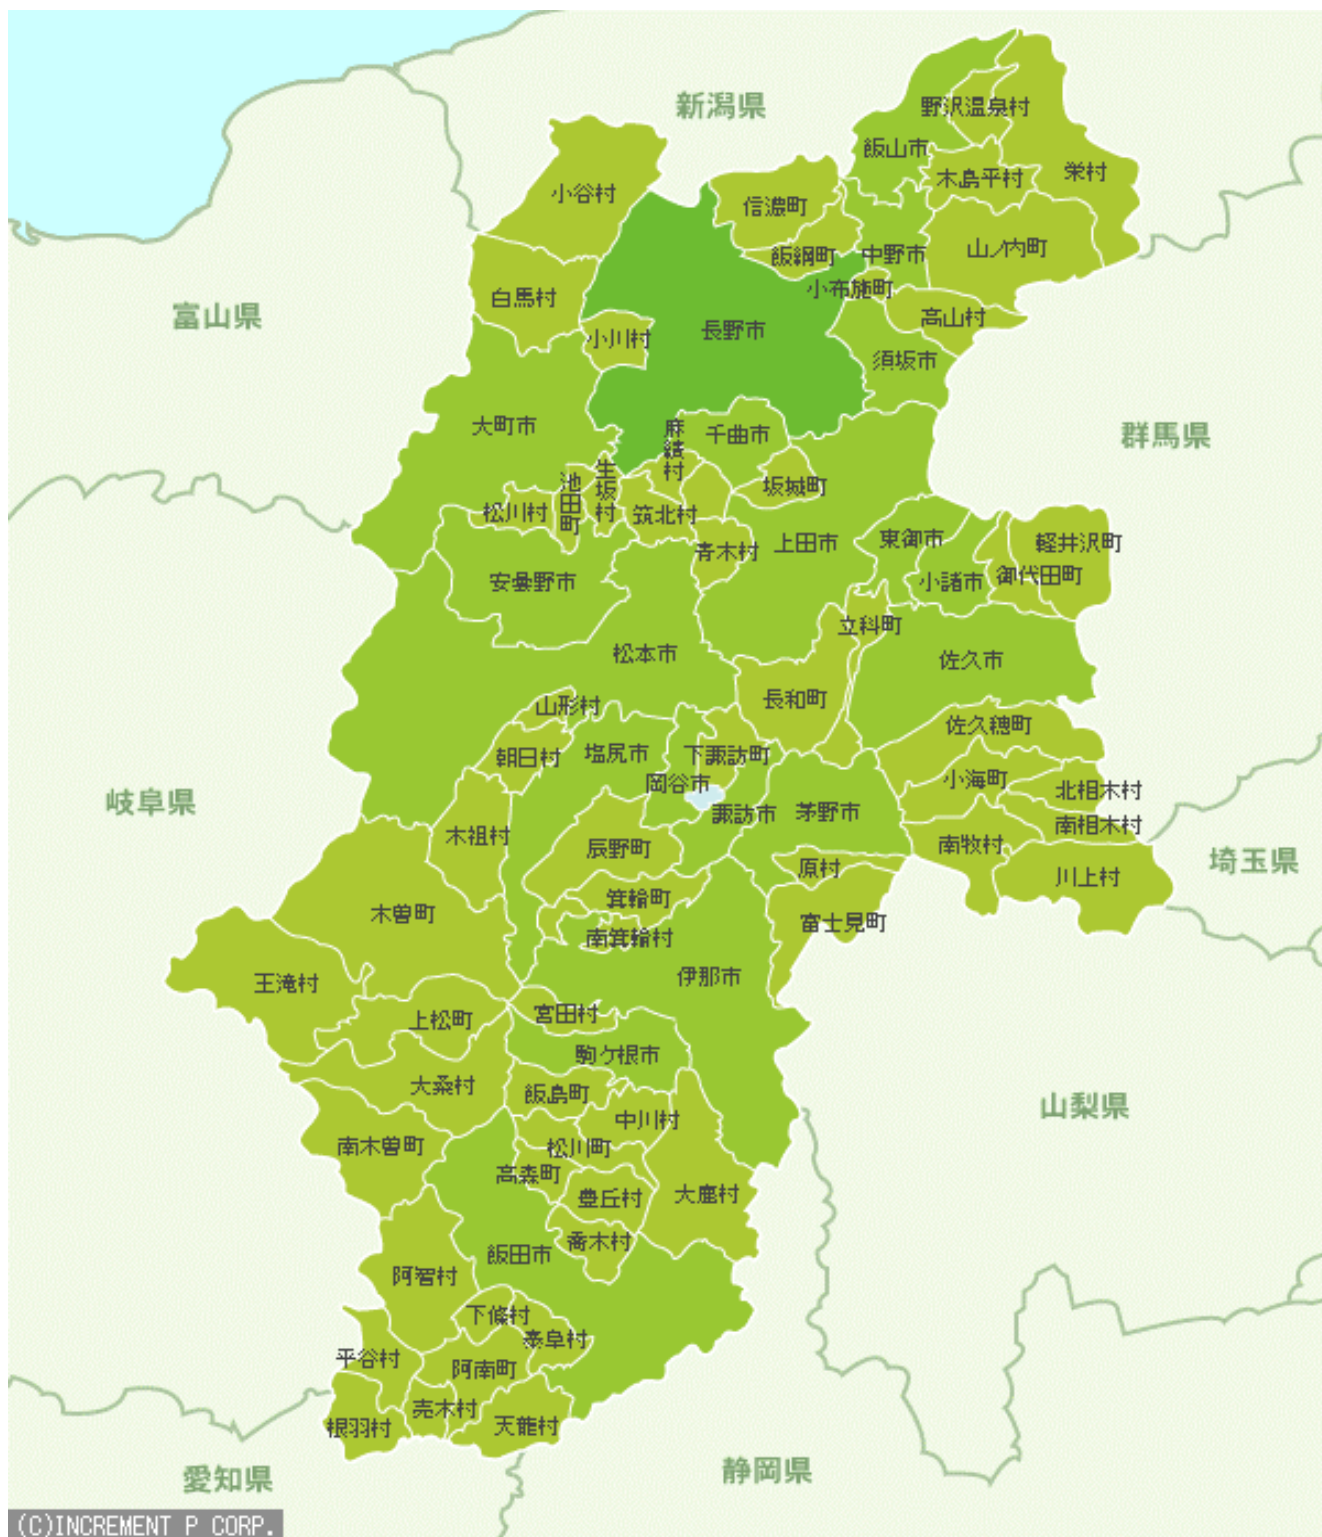 新潟県
野沢温泉村
飯山市
栄村
木島平村
小谷村
信濃町
山ノ内町
飯綱町
中野市
小布施町
白馬村
富山県
高山村
長野市
小川村
須坂市
大町市
麻績村
千曲市
群馬県
生坂村
池田町
坂城町
松川村
筑北村
青木村
上田市
東御市
軽井沢町
御代田町
小諸市
安曇野市
立科町
松本市
佐久市
長和町
山形村
佐久穂町
朝日村
塩尻市
下諏訪町
岡谷市
小海町
北相木村
岐阜県
諏訪市
茅野市
南相木村
木祖村
南牧村
辰野町
埼玉県
原村
川上村
箕輪町
木曽町
富士見町
南箕輪村
伊那市
王滝村
宮田村
上松町
駒ケ根市
大桑村
飯島町
山梨県
中川村
南木曽町
松川町
高森町
豊丘村
大鹿村
喬木村
飯田市
阿智村
下條村
泰阜村
平谷村
阿南町
売木村
根羽村
天龍村
静岡県
愛知県
(C)INCREMENT P CORP.